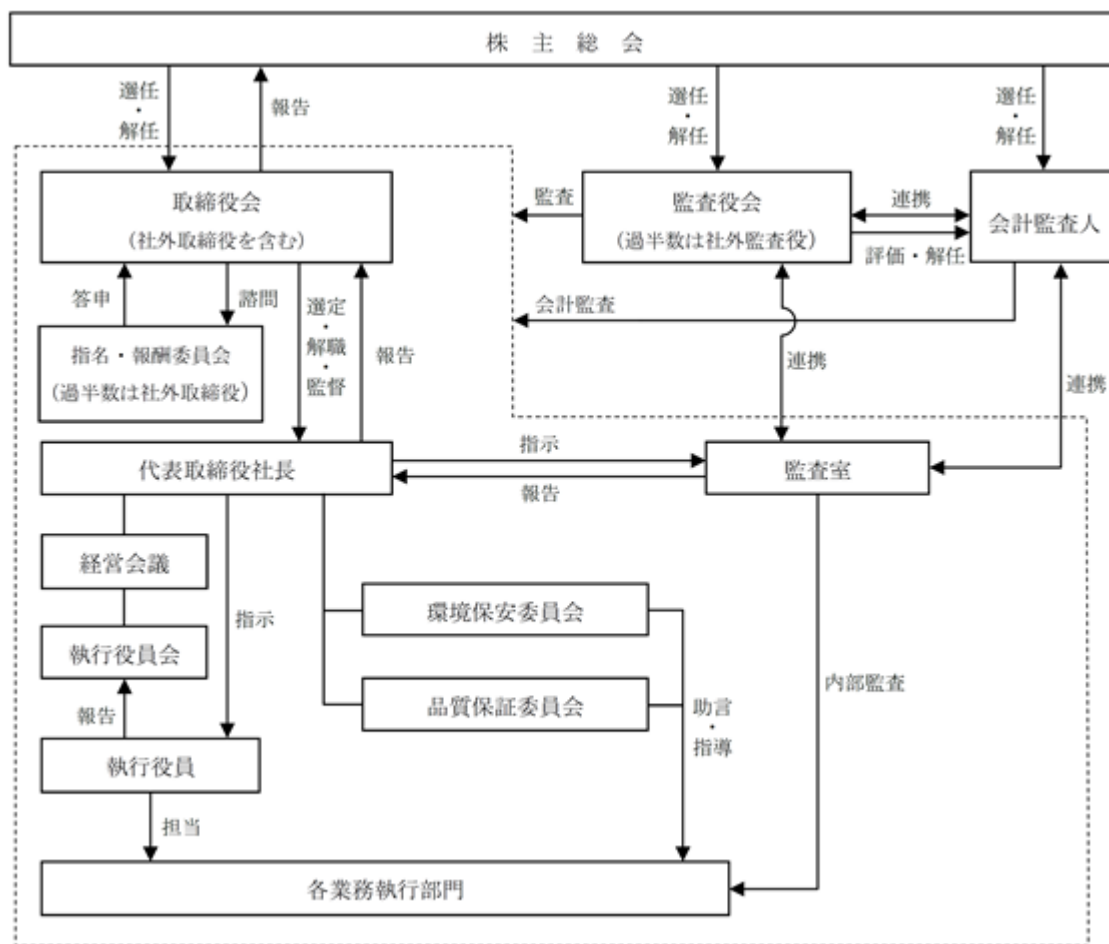 株主総会
選任・解任
報告
選任・解任
選任・解任
取締役会
(社外取締役を含む)
監査
監査役会
(過半数は社外監査役)
連携
評価・解任
会計監査人
答申
諮問
選定・解職・監督
報告
会計監査
指名・報酬委員会
(過半数は社外取締役)
連携
連携
代表取締役社長
指示
報告
監査室
経営会議
執行役員会
指示
環境保安委員会
品質保証委員会
内部監査
報告
助言・指導
執行役員
担当
各業務執行部門